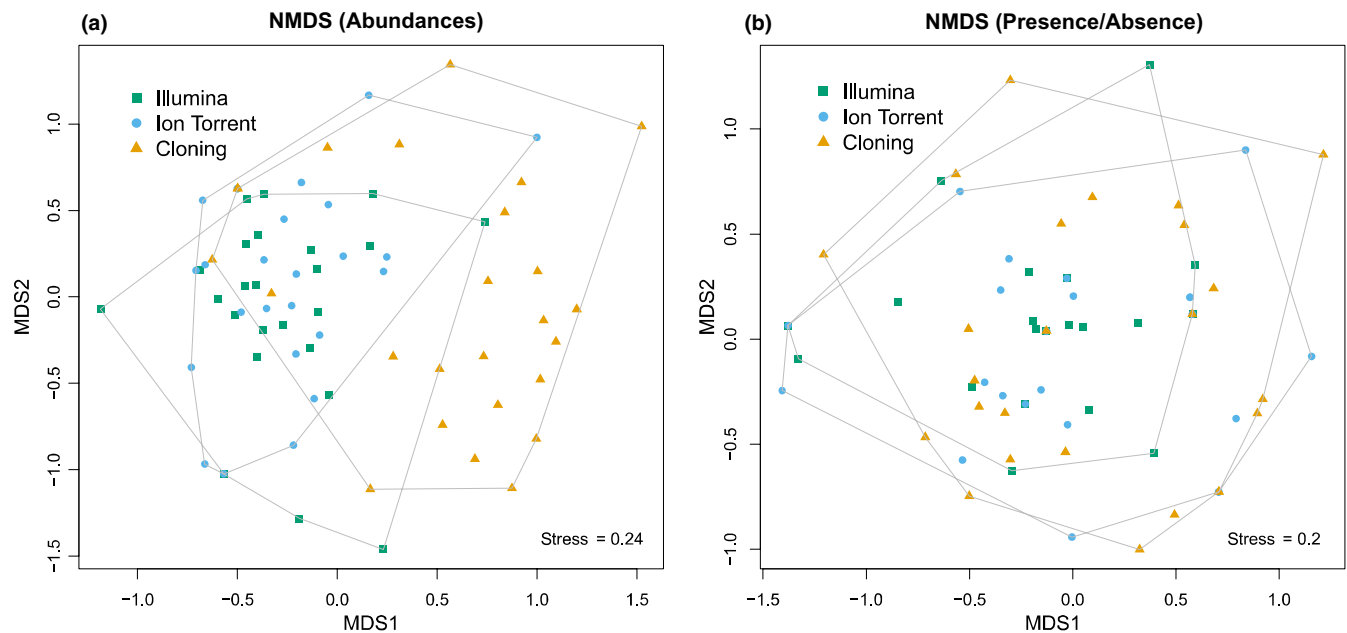 (a) NMDS (Abundances)
Illumina
Ion Torrent
Cloning
MDS2
1.0
0.5
0.0
−0.5
−1.0
−1.5
Stress = 0.24
−1.0 −0.5 0.0 0.5 1.0 1.5
MDS1
(b) NMDS (Presence/Absence)
Illumina
Ion Torrent
Cloning
MDS2
1.0
0.5
0.0
−0.5
−1.0
Stress = 0.2
−1.5 −1.0 −0.5 0.0 0.5 1.0
MDS1